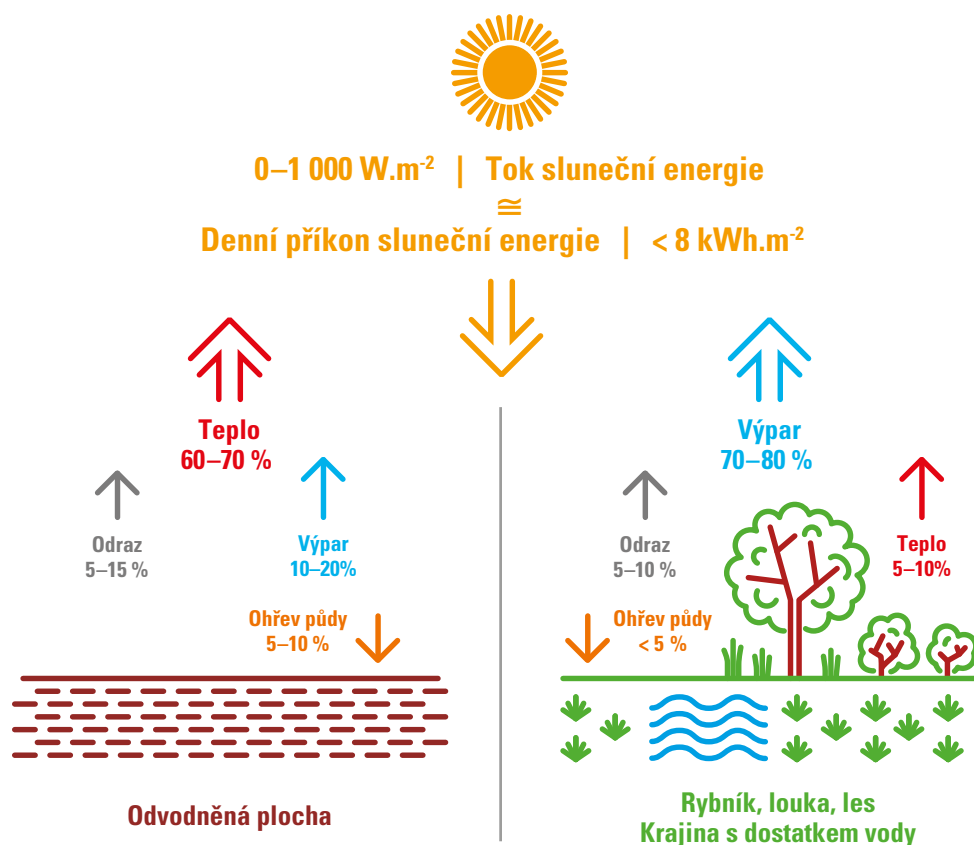 0–1 000 W.m-2 | Tok sluneční energie
≅
Denní příkon sluneční energie | < 8 kWh.m-2
Teplo
60–70 %
Odraz
5–15 %
Výpar
10–20%
Ohřev půdy
5–10 %
Odvodněná plocha
Výpar
70–80 %
Odraz
5–10 %
Teplo
5–10%
Ohřev půdy
< 5 %
Rybník, louka, les
Krajina s dostatkem vody